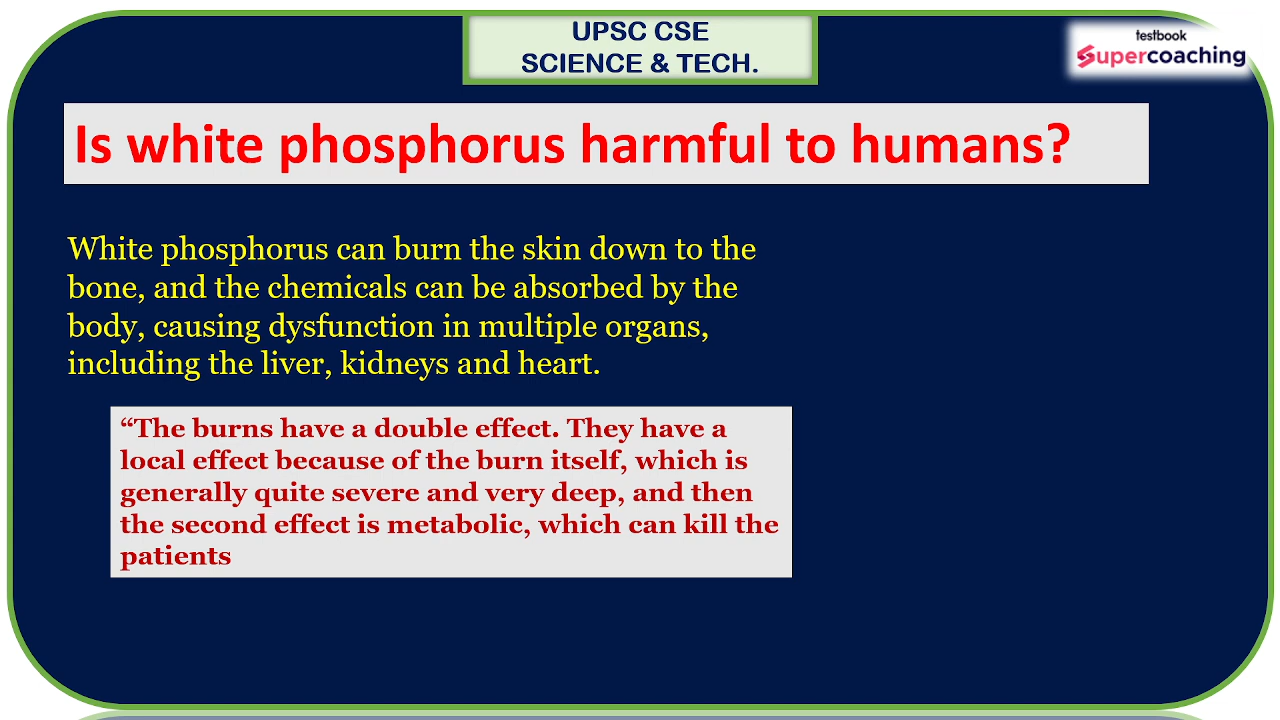 UPSC CSE
SCIENCE & TECH.
testbook
Supercoaching
Is white phosphorus harmful to humans?
White phosphorus can burn the skin down to the
bone, and the chemicals can be absorbed by the
body, causing dysfunction in multiple organs,
including the liver, kidneys and heart.
“The burns have a double effect. They have a
local effect because of the burn itself, which is
generally quite severe and very deep, and then
the second effect is metabolic, which can kill the
patients